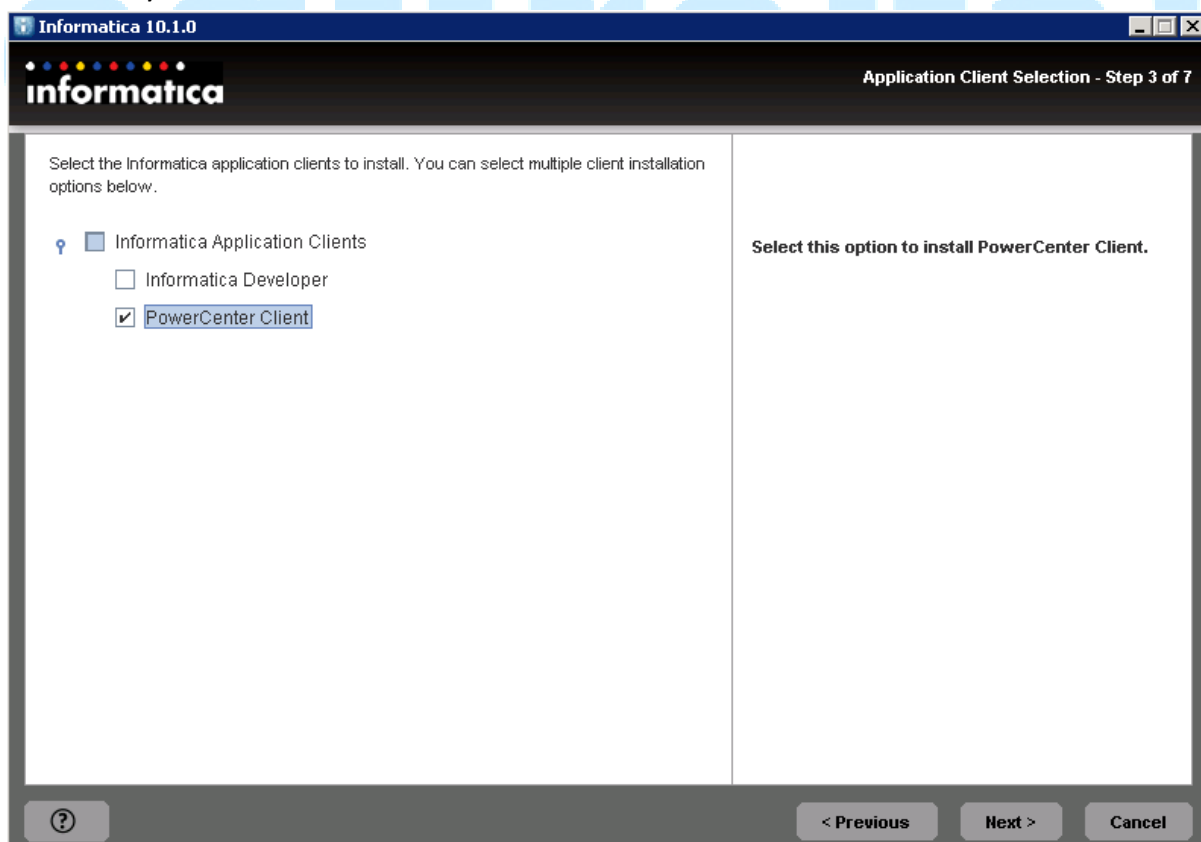 Informatica 10.1.0
informatica
Application Client Selection - Step 3 of 7
Select the Informatica application clients to install. You can select multiple client installation
options below.
Informatica Application Clients
Informatica Developer
PowerCenter Client
Select this option to install PowerCenter Client.
?
< Previous
Next >
Cancel